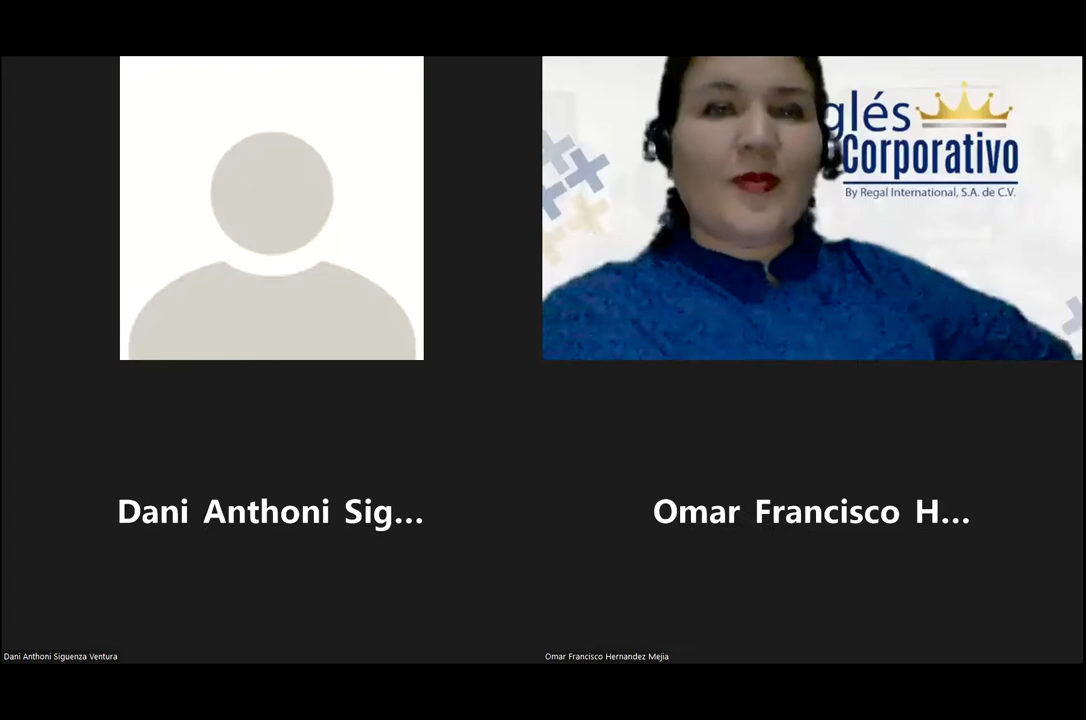 glés
Corporativo
By Regal International, S.A. de C.V.
Dani Anthoni Sig...
Omar Francisco H...
Dani Anthoni Siguenza Ventura
Omar Francisco Hernandez Mejia